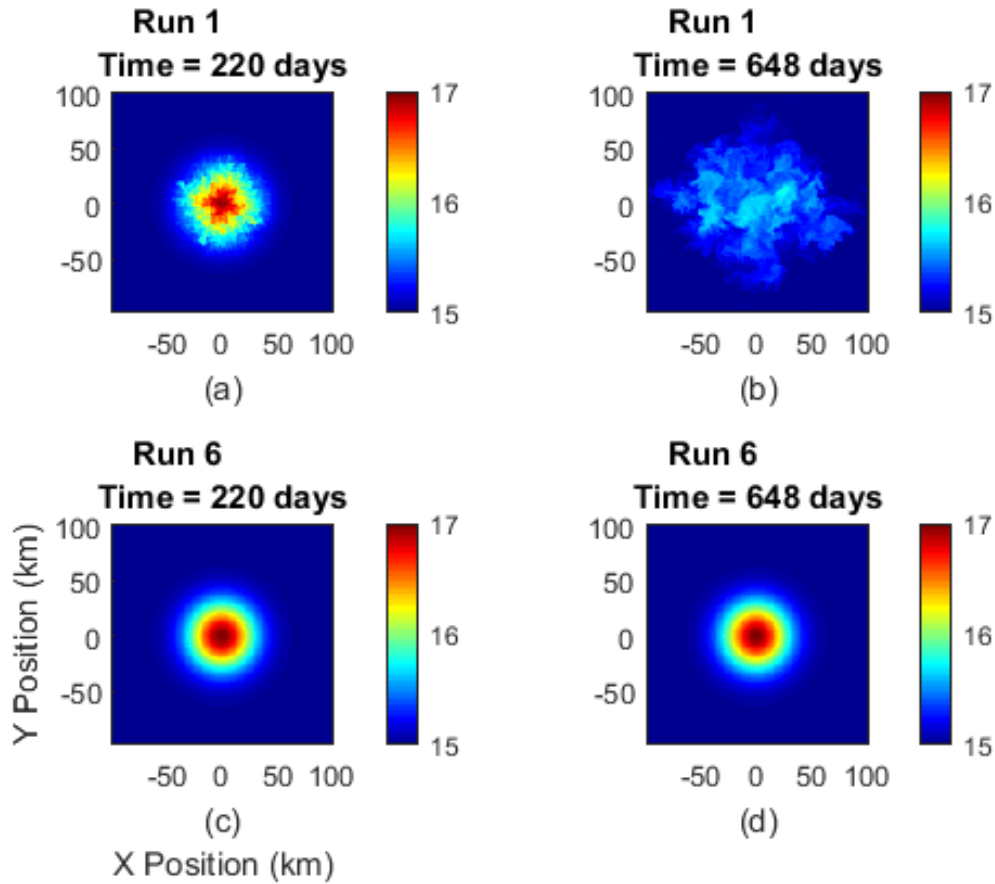 Run 1
Time = 220 days
100
50
0
-50
-50 0 50 100
17
16
15
(a)
Run 1
Time = 648 days
100
50
0
-50
-50 0 50 100
17
16
15
(b)
Run 6
Time = 220 days
Y Position (km)
100
50
0
-50
-50 0 50 100
17
16
15
(c)
X Position (km)
Run 6
Time = 648 days
100
50
0
-50
-50 0 50 100
17
16
15
(d)